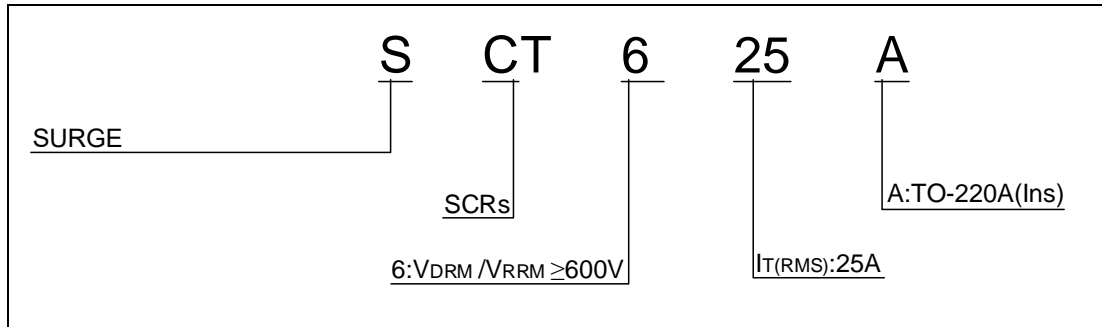 S CT 6 25 A
SURGE
A:TO-220A(Ins)
SCRs
6:VDRM /VRRM ≥600V
IT(RMS):25A